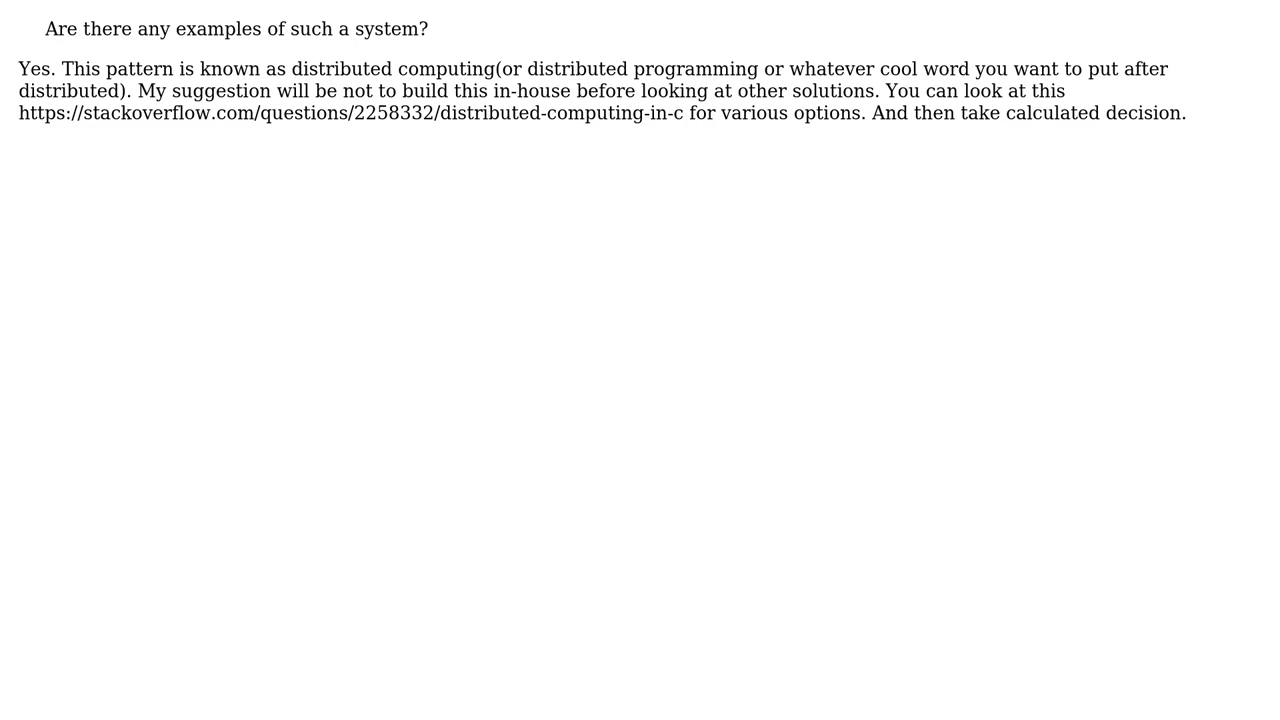 Are there any examples of such a system?
Yes. This pattern is known as distributed computing(or distributed programming or whatever cool word you want to put after
distributed). My suggestion will be not to build this in-house before looking at other solutions. You can look at this
https://stackoverflow.com/questions/2258332/distributed-computing-in-c for various options. And then take calculated decision.